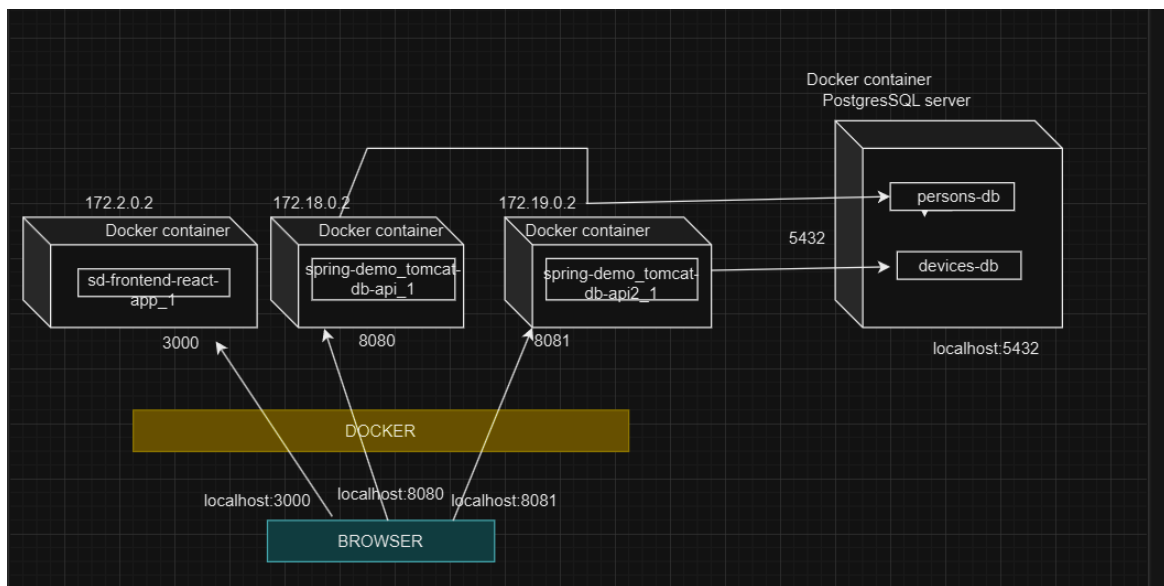 Docker container
PostgresSQL server
172.2.0.2
172.18.0.2
172.19.0.2
Docker container
Docker container
Docker container
persons-db
5432
devices-db
sd-frontend-react-
app_1
spring-demo_tomcat-
db-api_1
spring-demo_tomcat-
db-api2_1
3000
8080
8081
localhost:5432
DOCKER
localhost:3000
localhost:8080
localhost:8081
BROWSER